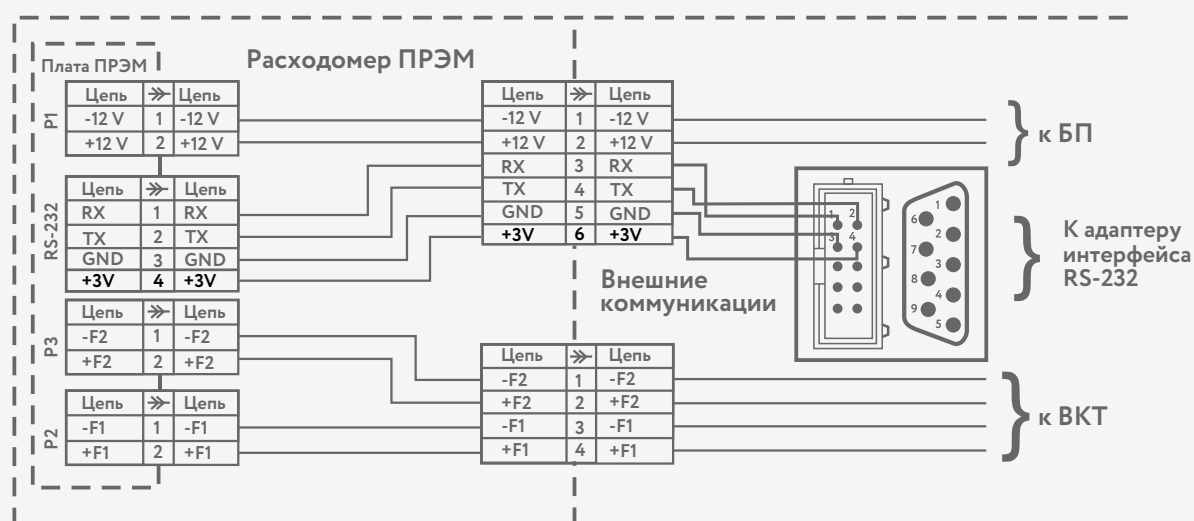 Плата ПРЭМ
Расходомер ПРЭМ
P1
Цепь Цепь
-12 V 1 -12 V
+12 V 2 +12 V
RS-232
Цепь Цепь
RX 1 RX
TX 2 TX
GND 3 GND
+3V 4 +3V
P3
Цепь Цепь
-F2 1 -F2
+F2 2 +F2
P2
Цепь Цепь
-F1 1 -F1
+F1 2 +F1
Цепь Цепь
-12 V 1 -12 V
+12 V 2 +12 V
RX 3 RX
TX 4 TX
GND 5 GND
+3V 6 +3V
Внешние
коммуникации
Цепь Цепь
-F2 1 -F2
+F2 2 +F2
-F1 3 -F1
+F1 4 +F1
к БП
1 2
3 4
1
6
2
7
3
8
4
9
5
К адаптеру
интерфейса
RS-232
к ВКТ